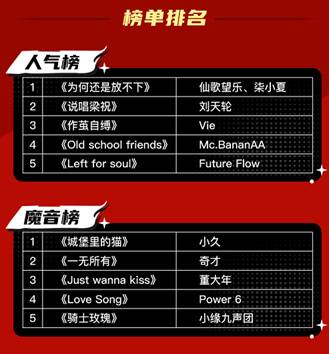 榜单排名
人气榜
1 《为何还是放不下》 仙歌望乐、柒小夏
2 《说唱梁祝》 刘天轮
3 《作茧自缚》 Vie
4 《Old school friends》 Mc.BananAA
5 《Left for soul》 Future Flow
魔音榜
1 《城堡里的猫》 小久
2 《一无所有》 奇才
3 《Just wanna kiss》 董大年
4 《Love Song》 Power 6
5 《骑士玫瑰》 小缘九声团